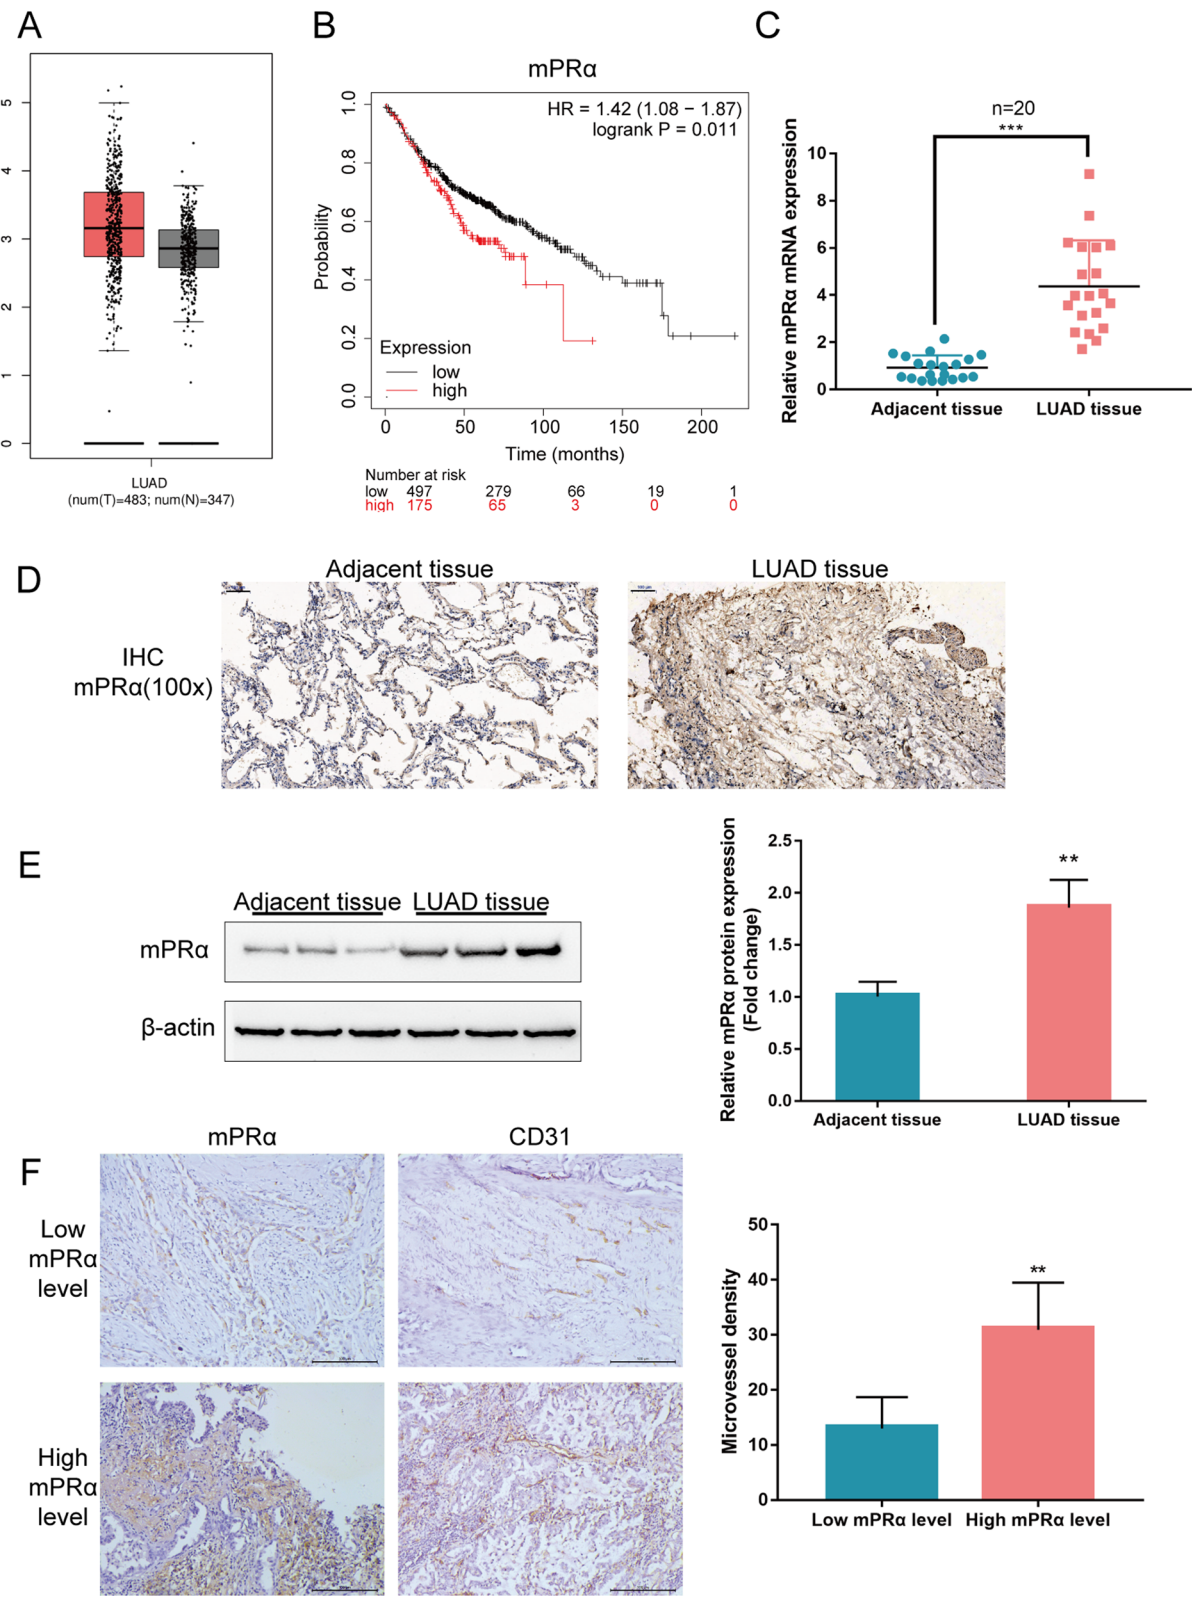 A
5
4
3
2
1
0
LUAD
(num(T)=483; num(N)=347)
B
mPRα
HR = 1.42 (1.08 − 1.87)
logrank P = 0.011
Probability
1.0
0.8
0.6
0.4
0.2
0.0
Expression
low
high
0 50 100 150 200
Time (months)
Number at risk
low 497 279 66 19 1
high 175 65 3 0 0
C
n=20
***
Relative mPRα mRNA expression
10
8
6
4
2
0
Adjacent tissue LUAD tissue
D
Adjacent tissue LUAD tissue
IHC
mPRα(100x)
E
Adjacent tissue LUAD tissue
mPRα
β-actin
Relative mPRα protein expression
(Fold change)
2.5
2.0
1.5
1.0
0.5
0.0
**
Adjacent tissue LUAD tissue
F
mPRα CD31
Low
mPRα
level
High
mPRα
level
Microvessel density
50
40
30
20
10
0
**
Low mPRα level High mPRα level